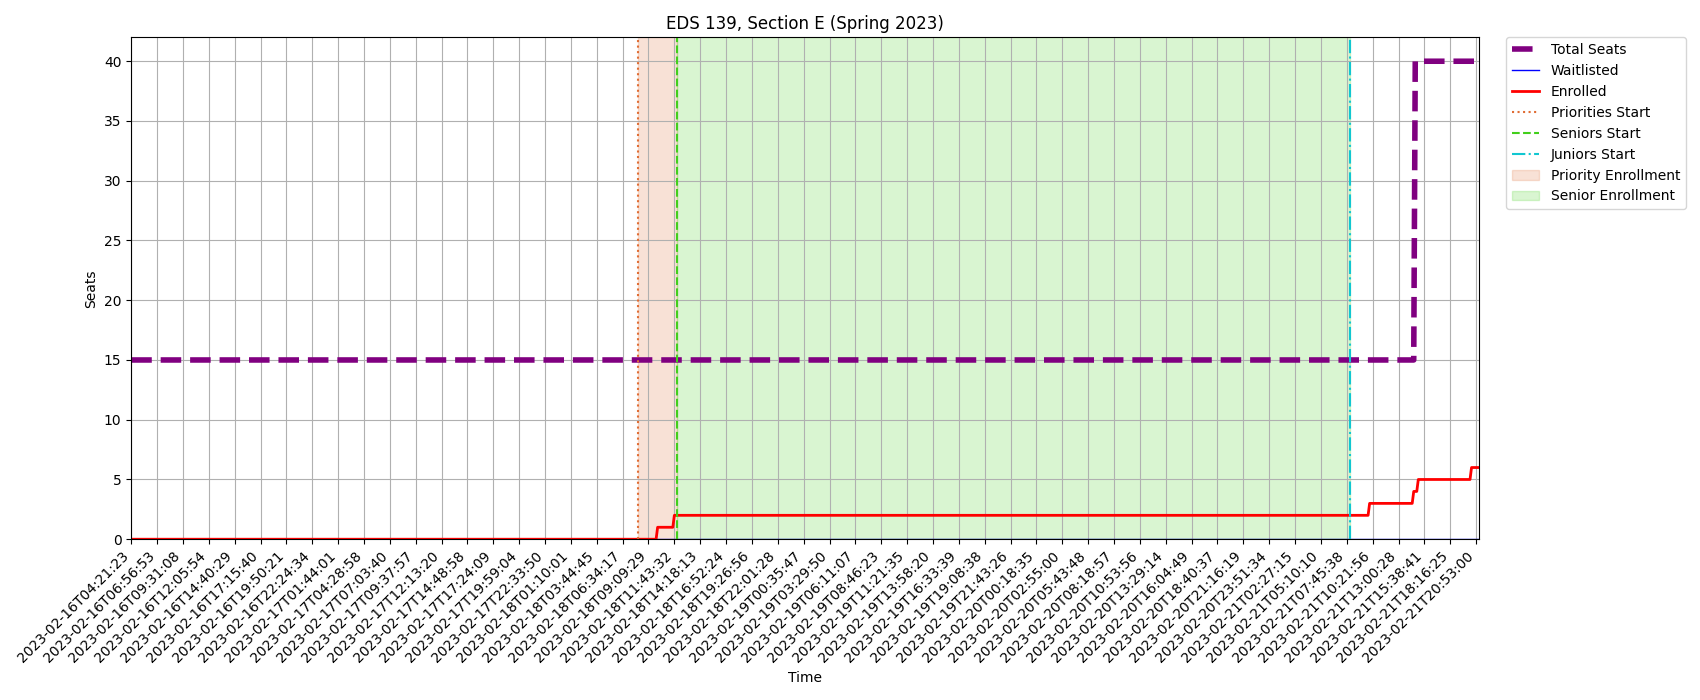 EDS 139, Section E (Spring 2023)
Total Seats
Waitlisted
Enrolled
Priorities Start
Seniors Start
Juniors Start
Priority Enrollment
Senior Enrollment
Seats
40
35
30
25
20
15
10
5
0
2023-02-16T04:21:23
2023-02-16T06:56:53
2023-02-16T09:31:08
2023-02-16T12:05:54
2023-02-16T14:40:29
2023-02-16T17:15:40
2023-02-16T19:50:21
2023-02-16T22:24:34
2023-02-17T01:44:01
2023-02-17T04:28:58
2023-02-17T07:03:40
2023-02-17T09:37:57
2023-02-17T12:13:20
2023-02-17T14:48:58
2023-02-17T17:24:09
2023-02-17T19:59:04
2023-02-17T22:33:50
2023-02-18T01:10:01
2023-02-18T03:44:45
2023-02-18T06:34:17
2023-02-18T09:09:29
2023-02-18T11:43:32
2023-02-18T14:18:13
2023-02-18T16:52:24
2023-02-18T19:26:56
2023-02-18T22:01:28
2023-02-19T00:35:47
2023-02-19T03:29:50
2023-02-19T06:11:07
2023-02-19T08:46:23
2023-02-19T11:21:35
2023-02-19T13:58:20
2023-02-19T16:33:39
2023-02-19T19:08:38
2023-02-19T21:43:26
2023-02-20T00:18:35
2023-02-20T02:55:00
2023-02-20T05:43:48
2023-02-20T08:18:57
2023-02-20T10:53:56
2023-02-20T13:29:14
2023-02-20T16:04:49
2023-02-20T18:40:37
2023-02-20T21:16:19
2023-02-20T23:51:34
2023-02-21T02:27:15
2023-02-21T05:10:10
2023-02-21T07:45:38
2023-02-21T10:21:56
2023-02-21T13:00:28
2023-02-21T15:38:41
2023-02-21T18:16:25
2023-02-21T20:53:00
Time